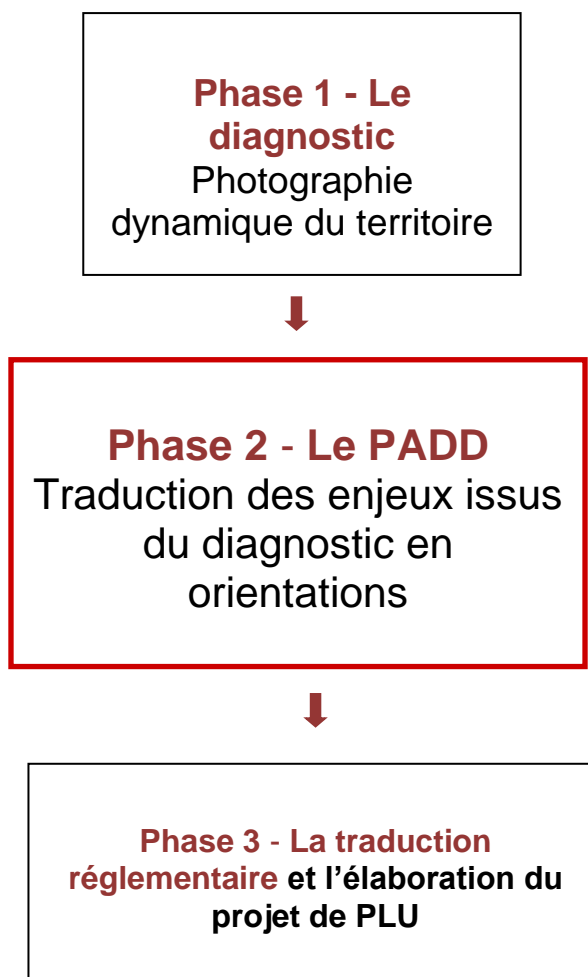 Phase 1 - Le
diagnostic
Photographie
dynamique du territoire
Phase 2 - Le PADD
Traduction des enjeux issus
du diagnostic en
orientations
Phase 3 - La traduction
réglementaire et l’élaboration du
projet de PLU